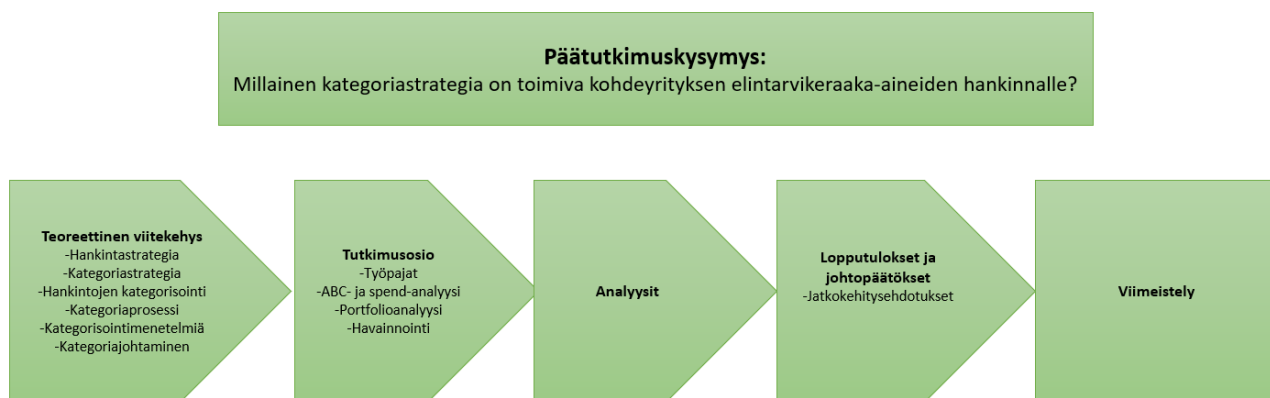 Päätutkimuskysymys:
Millainen kategoriastrategia on toimiva kohdeyrityksen elintarvikeraaka-aineiden hankinnalle?
Teoreettinen viitekehys
-Hankintastrategia
-Kategoriastrategia
-Hankintojen kategorisointi
-Kategoriaprosessi
-Kategorisointimenetelmiä
-Kategoriajohtaminen
Tutkimusosio
-Työpajat
-ABC- ja spend-analyysi
-Portfolioanalyysi
-Havainnointi
Analyysit
Lopputulokset ja
johtopäätökset
-Jatkokehitysehdotukset
Viimeistely